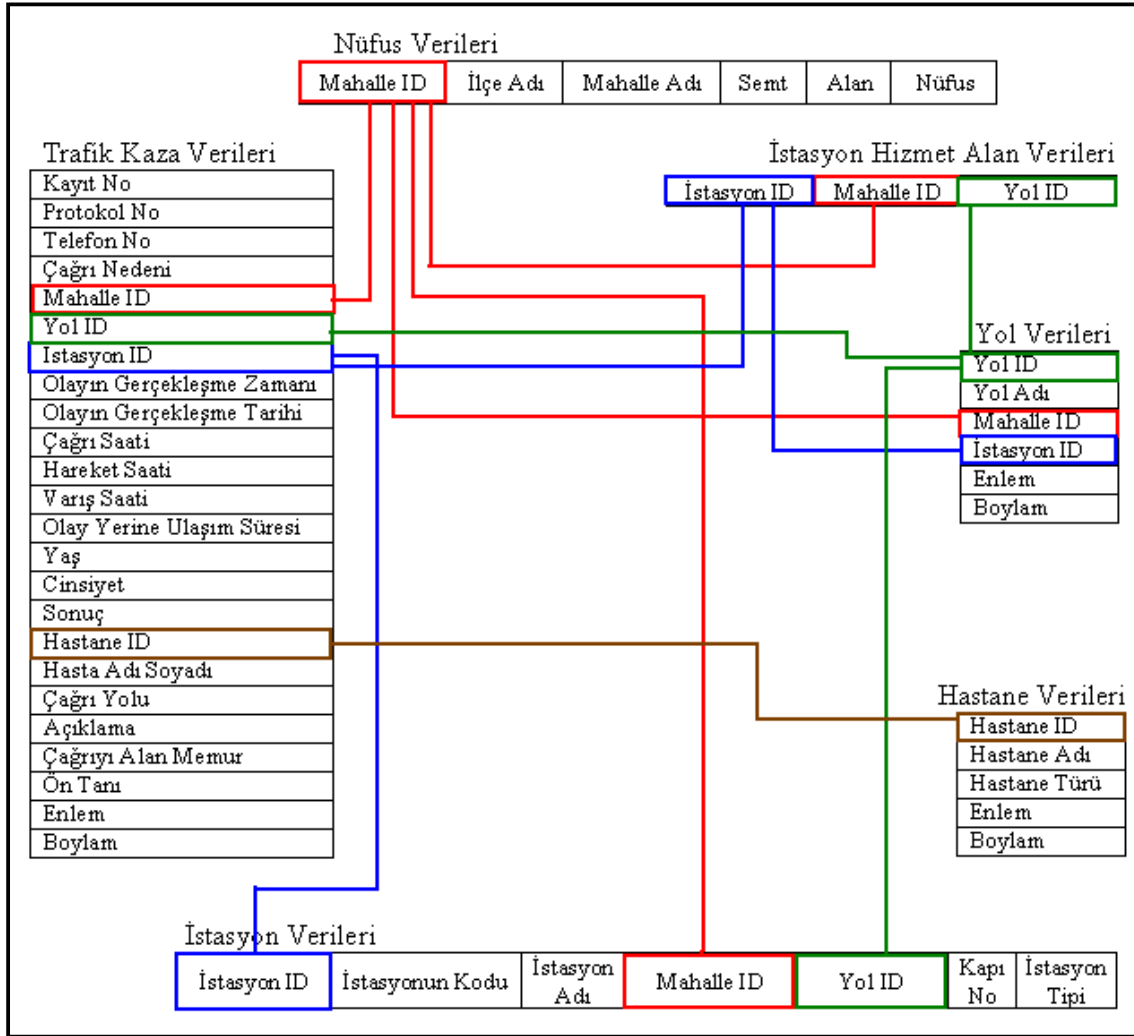 Nüfus Verileri
Mahalle ID İlçe Adı Mahalle Adı Semt Alan Nüfus
Trafik Kaza Verileri
Kayıt No
Protokol No
Telefon No
Çağrı Nedeni
Mahalle ID
Yol ID
İstasyon ID
Olayın Gerçekleşme Zamanı
Olayın Gerçekleşme Tarihi
Çağrı Saati
Hareket Saati
Varış Saati
Olay Yerine Ulaşım Süresi
Yaş
Cinsiyet
Sonuç
Hastane ID
Hasta Adı Soyadı
Çağrı Yolu
Açıklama
Çağrıyı Alan Memur
Ön Tanı
Enlem
Boylam
İstasyon Hizmet Alan Verileri
İstasyon ID Mahalle ID Yol ID
Yol Verileri
Yol ID
Yol Adı
Mahalle ID
İstasyon ID
Enlem
Boylam
Hastane Verileri
Hastane ID
Hastane Adı
Hastane Türü
Enlem
Boylam
İstasyon Verileri
İstasyon ID İstasyonun Kodu İstasyon Adı Mahalle ID Yol ID Kapı No İstasyon Tipi